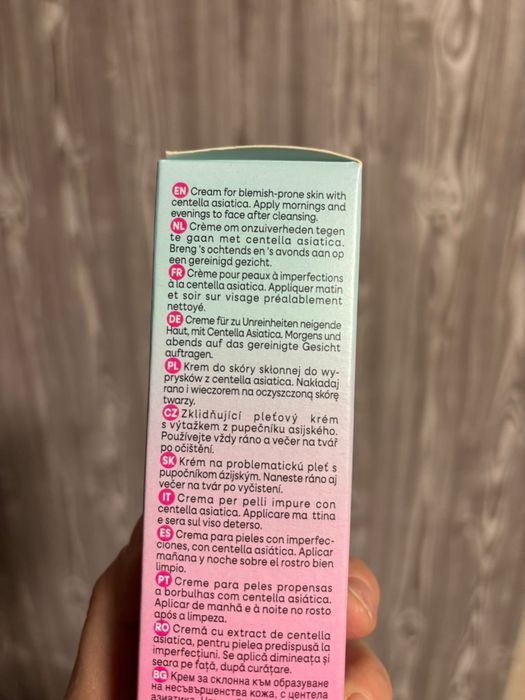 EN Cream for blemish-prone skin with
centella asiatica. Apply mornings and
evenings to face after cleansing.
NL Crème om onzuiverheden tegen
te gaan met centella asiatica.
Breng 's ochtends en 's avonds aan op
een gereinigd gezicht.
FR Crème pour peaux à imperfections
à la centella asiatica. Appliquer matin
et soir sur visage préalablement
nettoyé.
DE Creme für zu Unreinheiten neigende
Haut, mit Centella Asiatica. Morgens und
abends auf das gereinigte Gesicht
auftragen.
PL Krem do skóry skłonnej do wy-
prysków z centella asiatica. Nakładaj
rano i wieczorem na oczyszczoną skórę
twarzy.
CZ Zklidňující pleťový krém
s výtažkem z pupečníku asijského.
Používejte vždy ráno a večer na tvář
po očištění.
SK Krém na problematickú pleť s
pupočníkom ázijským. Naneste ráno aj
večer na tvár po vyčistení.
IT Crema per pelli impure con
centella asiatica. Applicare ma ttina
e sera sul viso deterso.
ES Crema para pieles con imperfec-
ciones, con centella asiática. Aplicar
mañana y noche sobre el rostro bien
limpio.
PT Creme para peles propensas
a borbulhas com centella asiática.
Aplicar de manhã e à noite no rosto
após a limpeza.
RO Cremă cu extract de centella
asiatica, pentru pielea predispusă la
imperfecțiuni. Se aplică dimineața și
seara pe față, după curățare.
BG Крем за склонна към образуване
на несъвършенства кожа, с центела
азиатика.